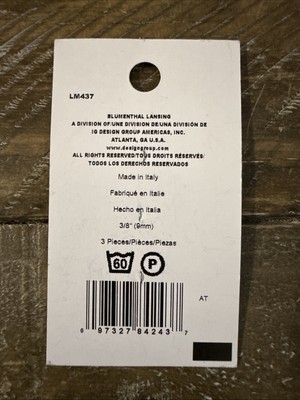 LM437
BLUMENTHAL LANSING
A DIVISION OF/UNE DIVISION DE/UNA DIVISIÓN DE
IG DESIGN GROUP AMERICAS, INC.
ATLANTA, GA U.S.A.
www.designgroup.com
ALL RIGHTS RESERVED/TOUS DROITS RÉSERVÉS/
TODOS LOS DERECHOS RESERVADOS
Made in Italy
Fabriqué en Italie
Hecho en Italia
3/8" (9mm)
3 Pieces/Pièces/Piezas
60 P
AT
0 97327 84243 7